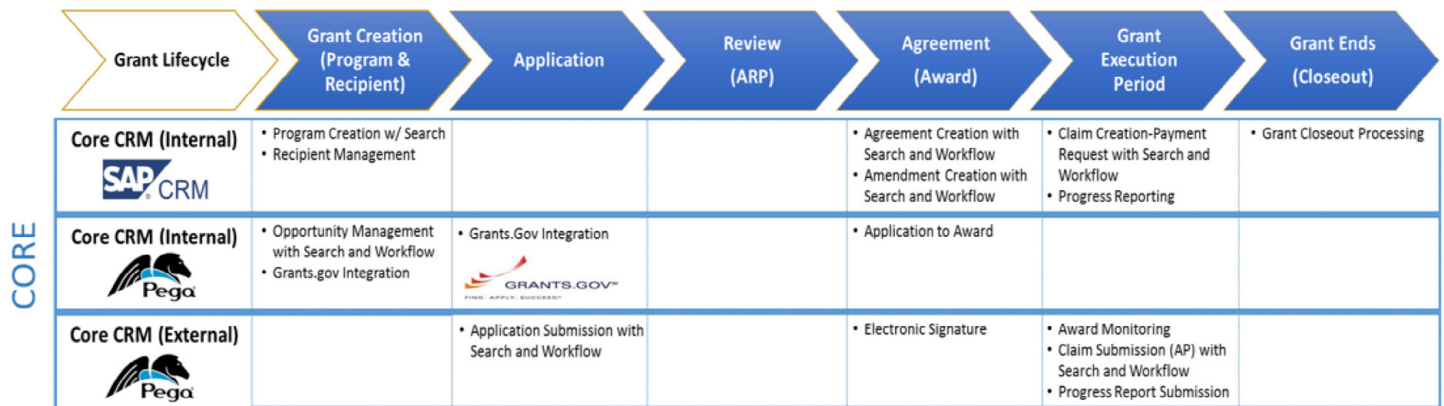 Grant Lifecycle
Grant Creation
(Program &
Recipient)
Application
Review
(ARP)
Agreement
(Award)
Grant
Execution
Period
Grant Ends
(Closeout)
CORE
Core CRM (Internal)
SAP CRM
• Program Creation w/ Search
• Recipient Management
• Agreement Creation with
Search and Workflow
• Amendment Creation with
Search and Workflow
• Claim Creation-Payment
Request with Search and
Workflow
• Progress Reporting
• Grant Closeout Processing
Core CRM (Internal)
Pega
• Opportunity Management
with Search and Workflow
• Grants.gov Integration
• Grants.Gov Integration
GRANTS.GOV℠
FIND. APPLY. SUCCEED.℠
• Application to Award
Core CRM (External)
Pega
• Application Submission with
Search and Workflow
• Electronic Signature
• Award Monitoring
• Claim Submission (AP) with
Search and Workflow
• Progress Report Submission